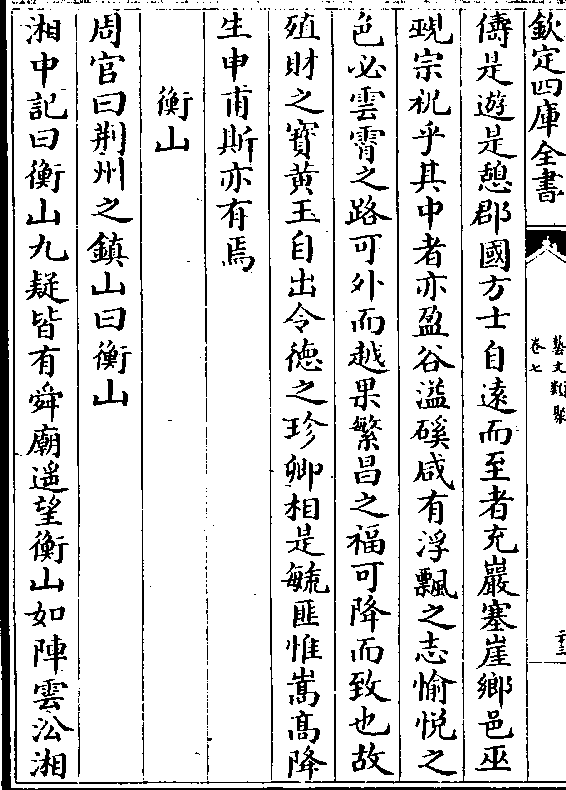 欽定四庫全書
藝文類聚
卷七
儔是遊是憩郡國方士自遠而至者充巖塞崖鄉邑巫
覡宗祝乎其中者亦盈谷溢磎咸有浮飄之志愉悦之
色必雲霄之路可外而越果繁昌之福可降而致也故
殖財之寳黄玉自出令徳之珍卿相是毓匪惟嵩髙降
生申甫斯亦有焉
衡山
周官曰荆州之鎮山曰衡山
湘中記曰衡山九疑皆有舜廟遥望衡山如陣雲㳂湘